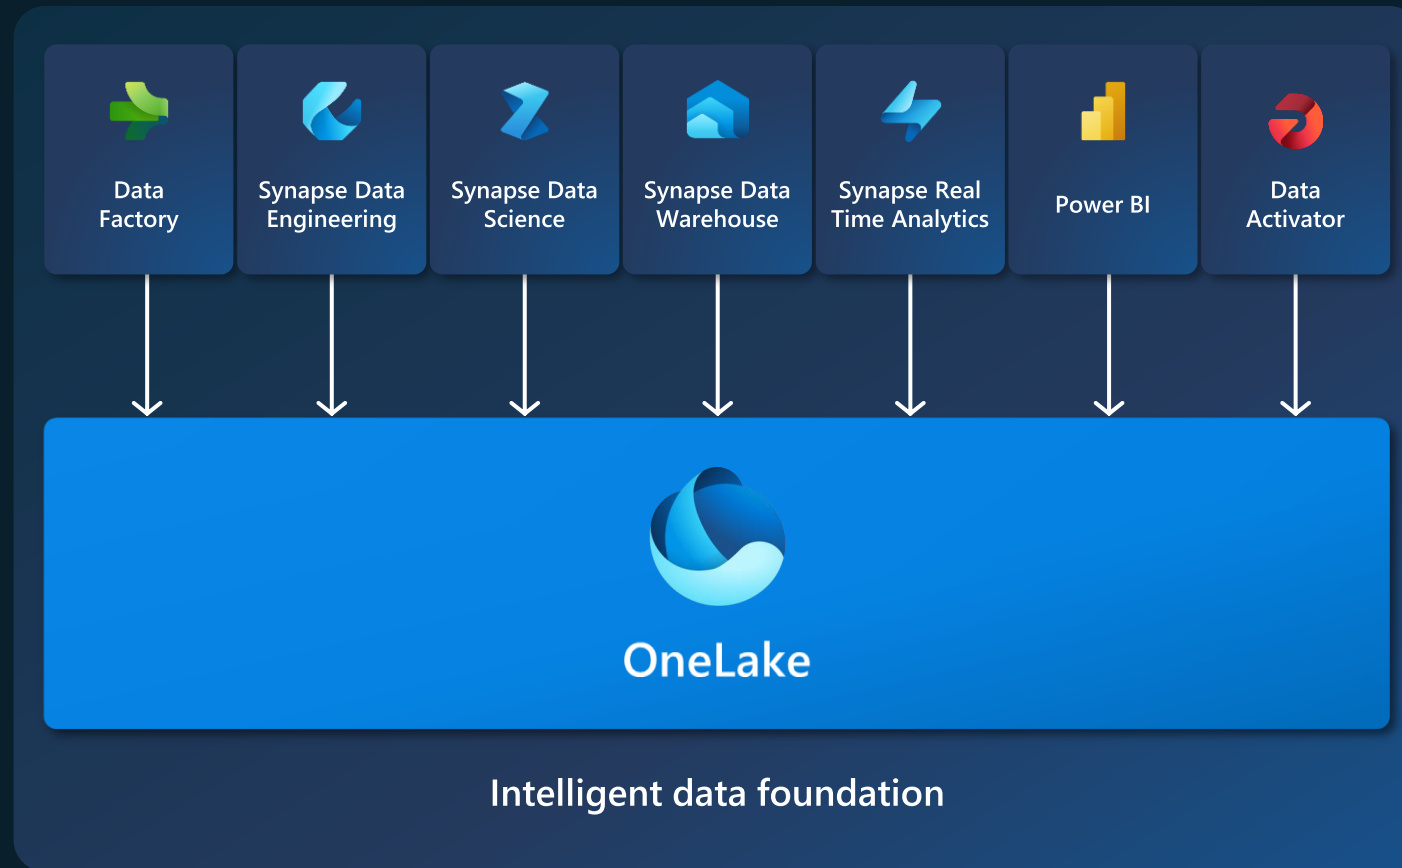 Data
Factory
Synapse Data
Engineering
Synapse Data
Science
Synapse Data
Warehouse
Synapse Real
Time Analytics
Power BI
Data
Activator
OneLake
Intelligent data foundation